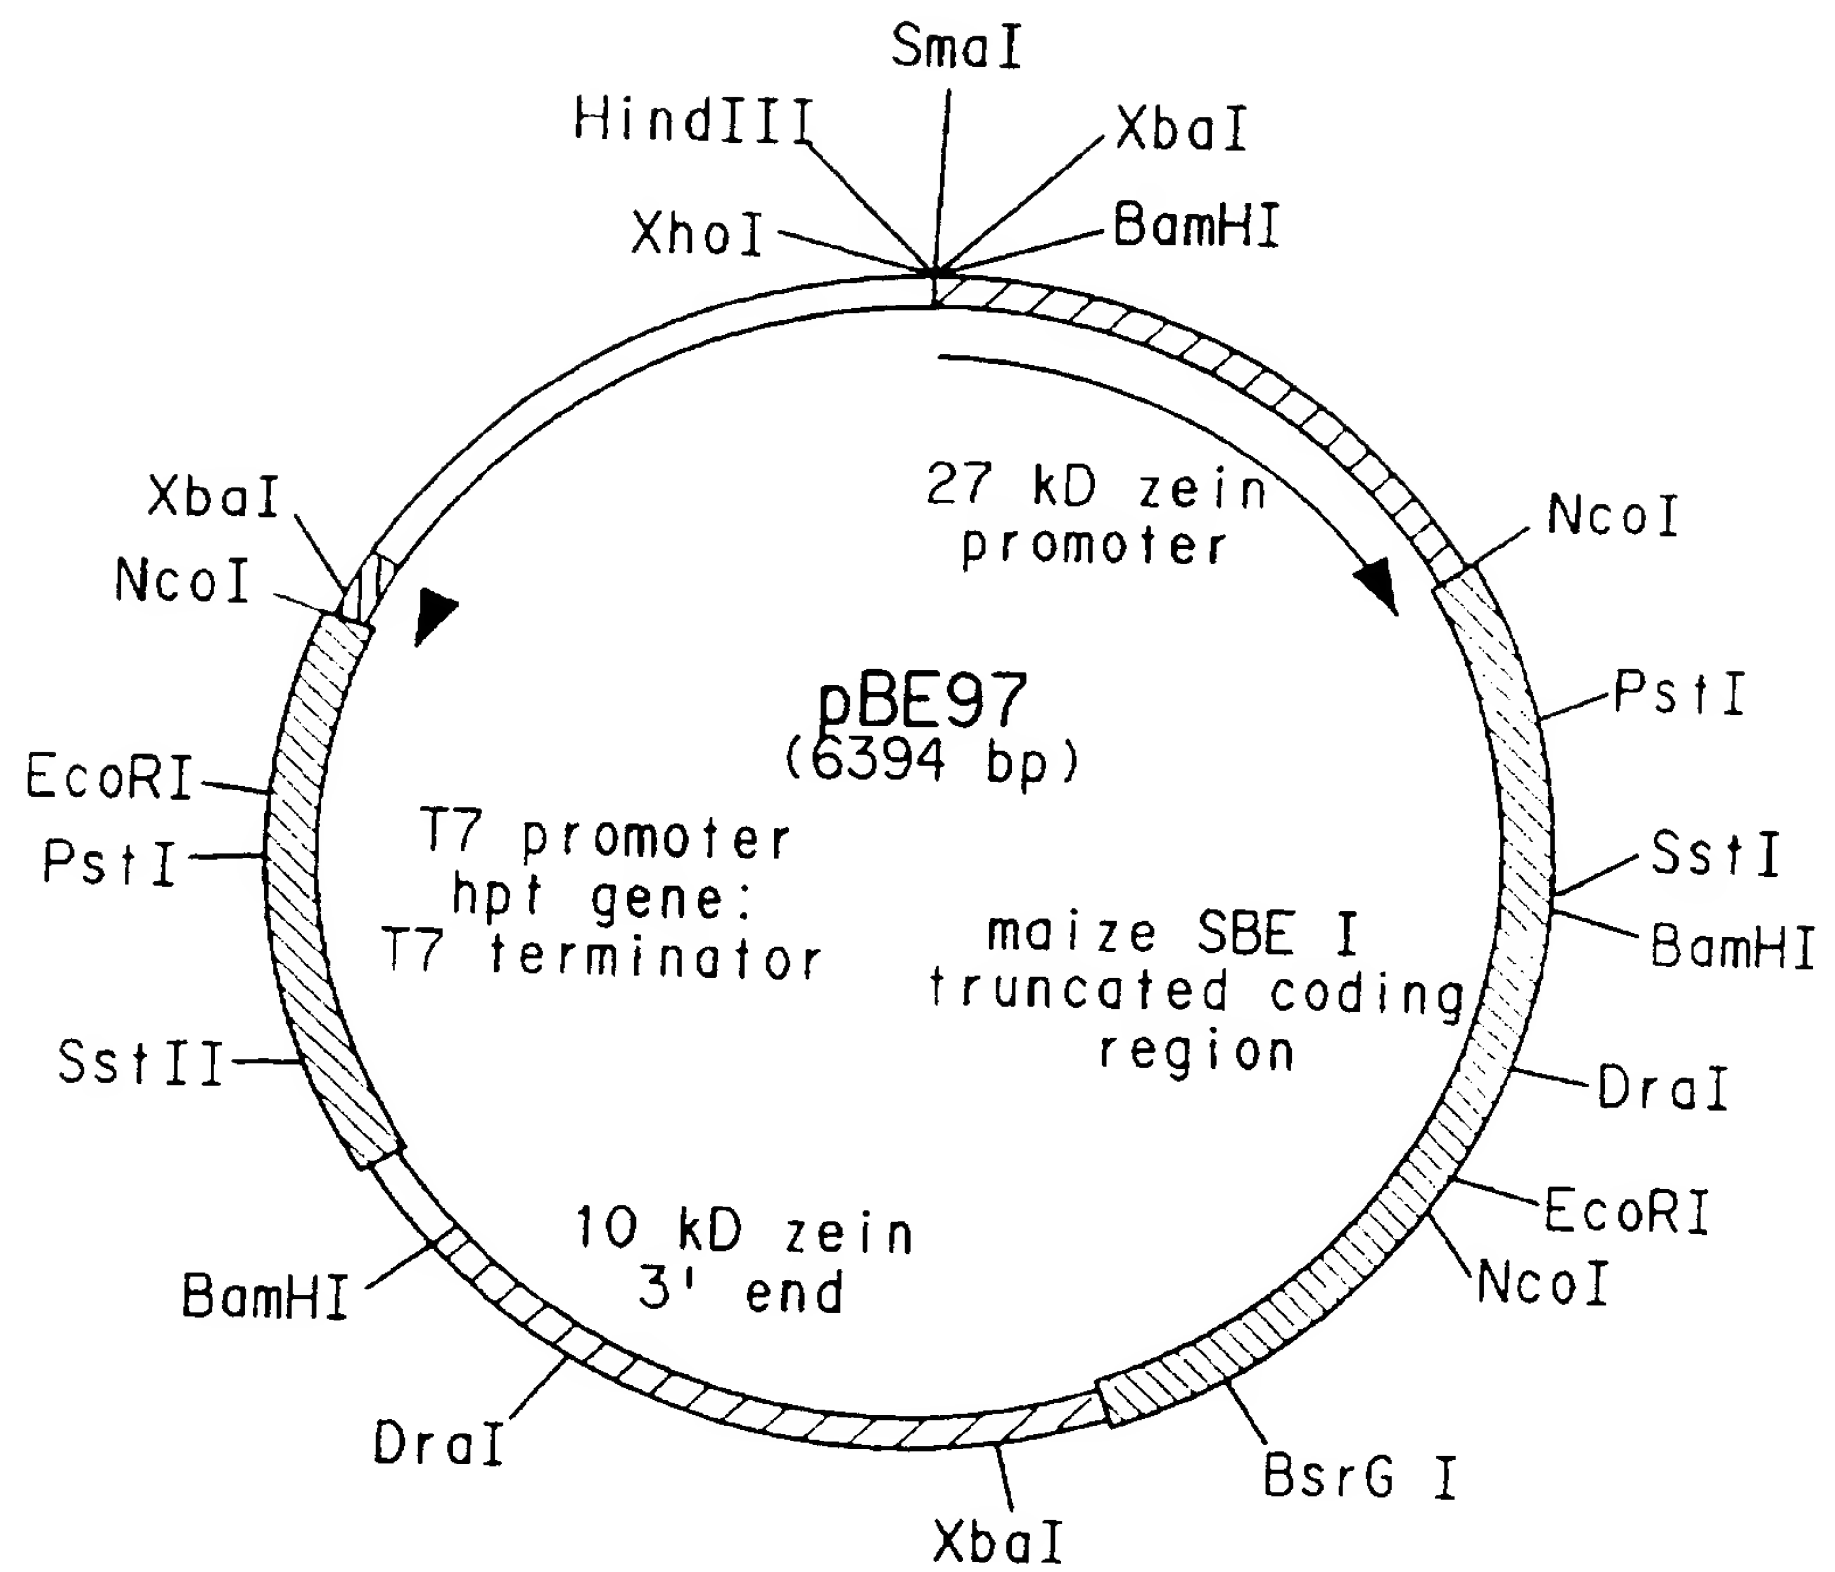 SmaI
HindIII
XbaI
XhoI
BamHI
XbaI
NcoI
27 kD zein
promoter
NcoI
PstI
pBE97
(6394 bp)
EcoRI
PstI
T7 promoter
hpt gene:
T7 terminator
SstI
BamHI
maize SBE I
truncated coding
region
SstII
DraI
EcoRI
NcoI
10 kD zein
3' end
BamHI
DraI
BsrG I
XbaI